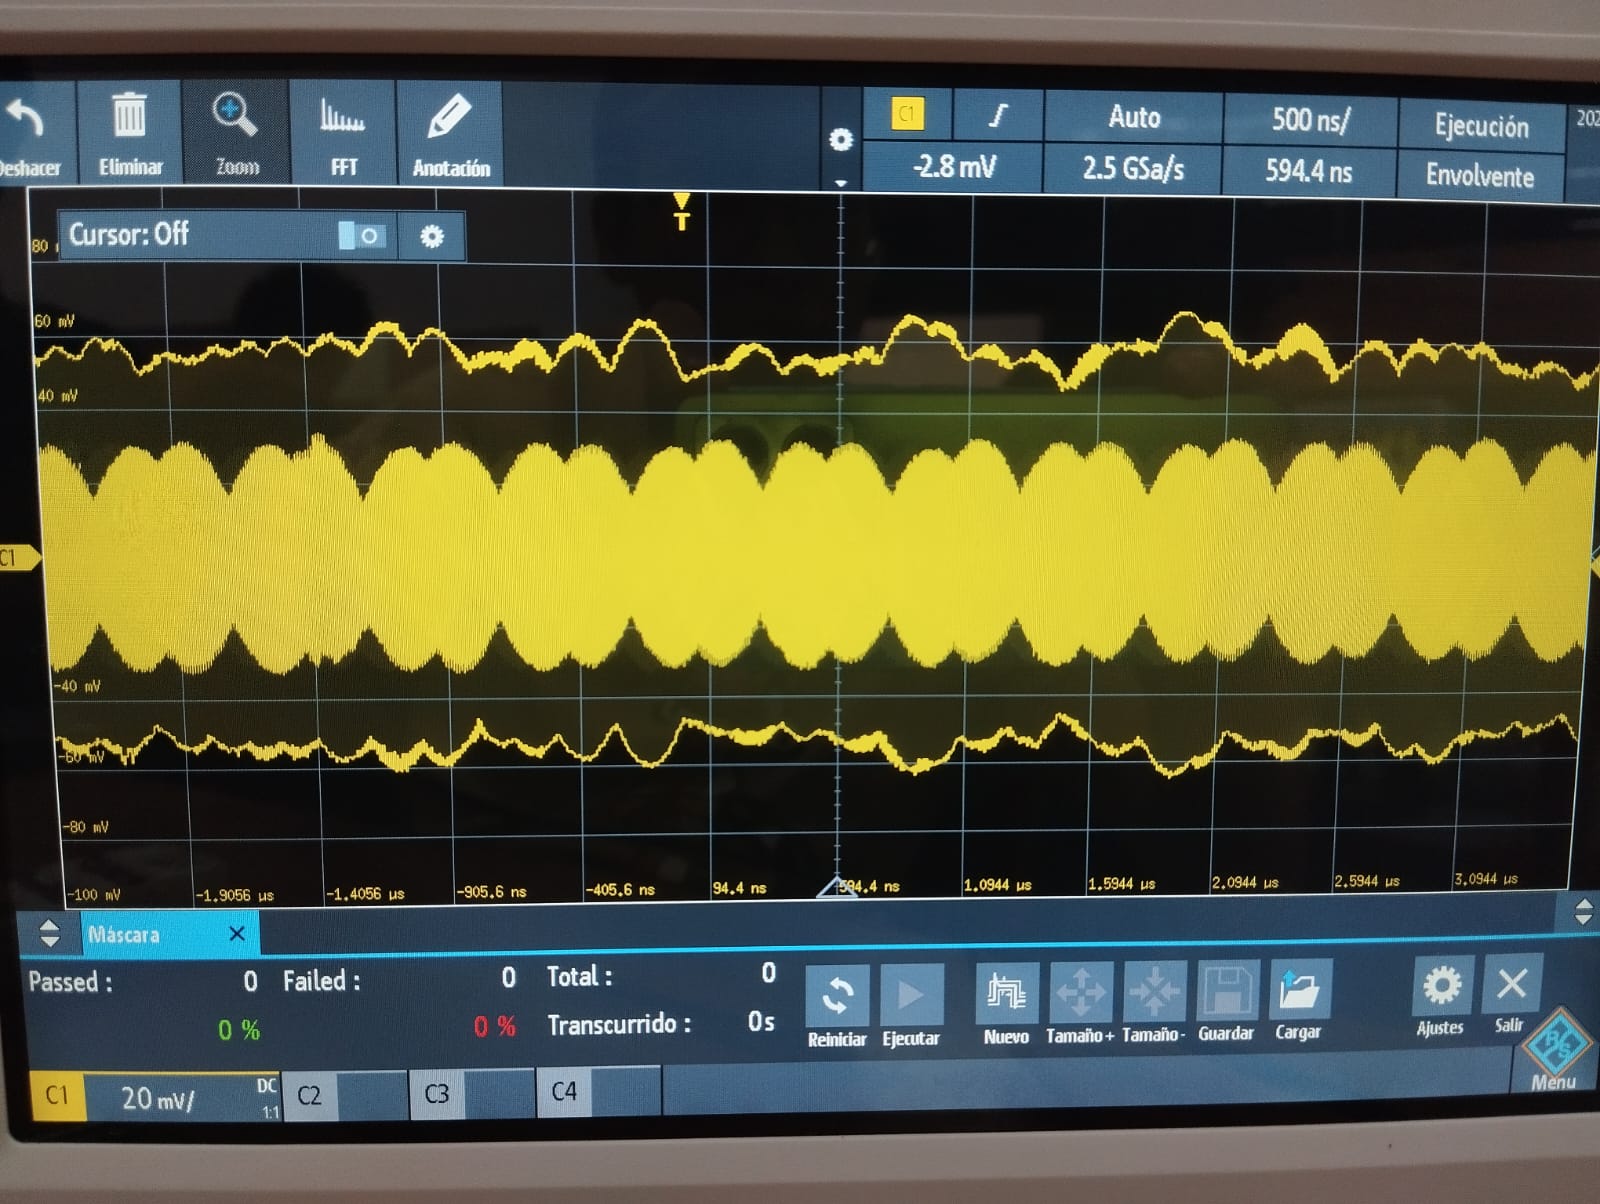 Deshacer
Eliminar
Zoom
FFT
Anotación
C1
Auto
500 ns/
Ejecución
202
-2.8 mV
2.5 GSa/s
594.4 ns
Envolvente
T
Cursor: Off
80
60 mV
40 mV
C1
-40 mV
-60 mV
-80 mV
-100 mV
-1.9056 µs
-1.4056 µs
-905.6 ns
-405.6 ns
94.4 ns
594.4 ns
1.0944 µs
1.5944 µs
2.0944 µs
2.5944 µs
3.0944 µs
Máscara
Passed : 0
Failed : 0
Total : 0
0 %
0 %
Transcurrido : 0s
Reiniciar
Ejecutar
Nuevo
Tamaño+
Tamaño-
Guardar
Cargar
Ajustes
Salir
R&S
Menu
C1
20 mV/
DC
1:1
C2
C3
C4